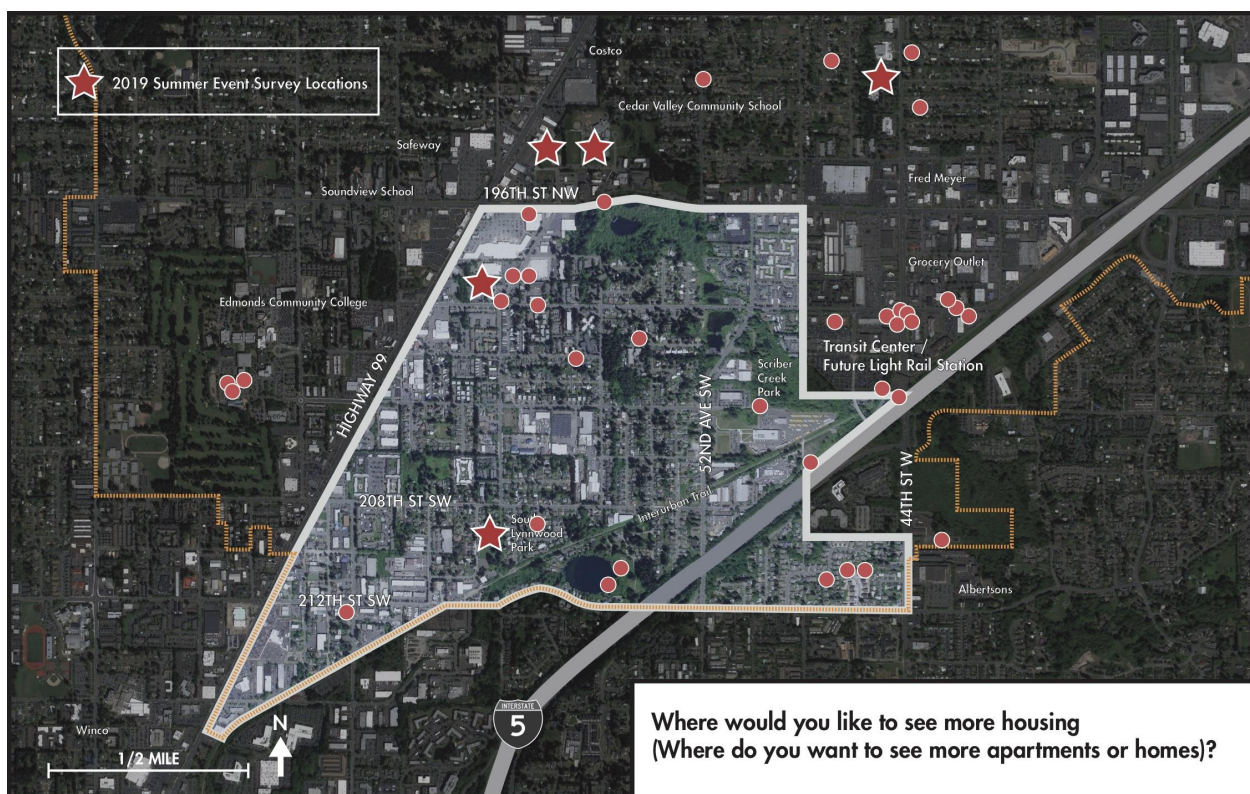 2019 Summer Event Survey Locations
Costco
Cedar Valley Community School
Safeway
Soundview School
196TH ST NW
Fred Meyer
Grocery Outlet
Edmonds Community College
HIGHWAY 99
Transit Center /
Future Light Rail Station
Scriber
Creek
Park
52ND AVE SW
208TH ST SW
Interurban Trail
44TH ST W
South
Lynnwood
Park
212TH ST SW
Albertsons
Winco
N
1/2 MILE
INTERSTATE
5
Where would you like to see more housing
(Where do you want to see more apartments or homes)?